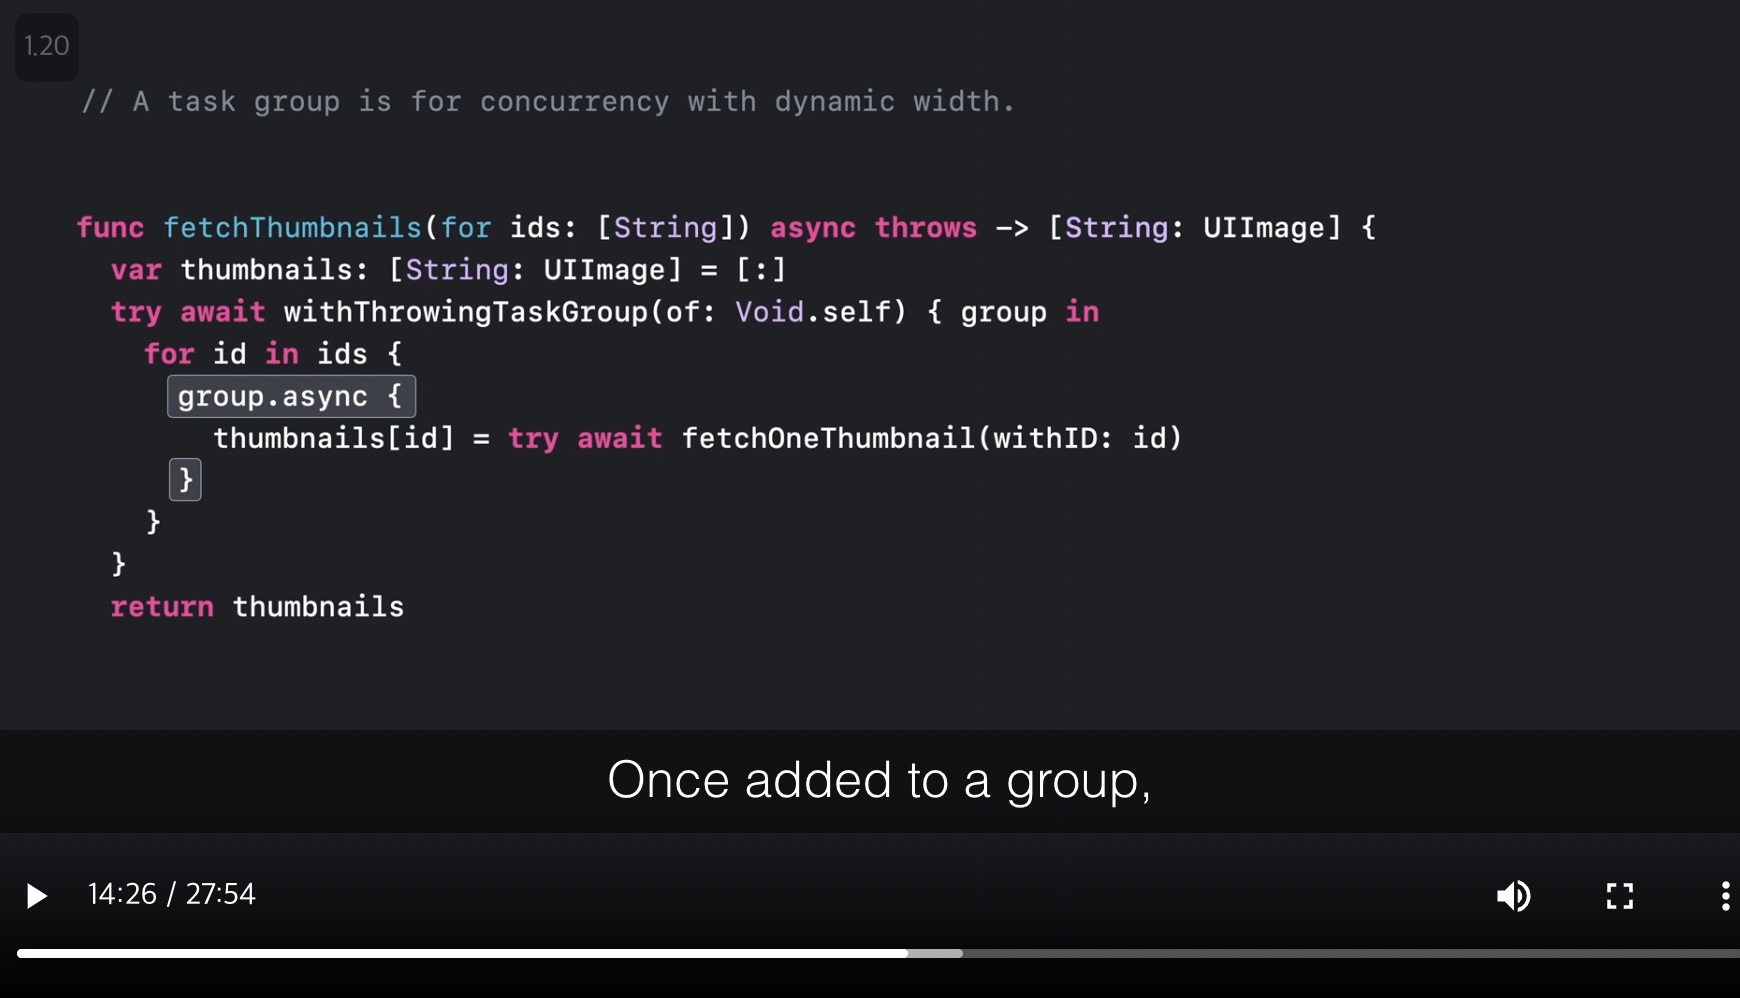 1.20
// A task group is for concurrency with dynamic width.
func fetchThumbnails(for ids: [String]) async throws -> [String: UIImage] {
var thumbnails: [String: UIImage] = [:]
try await withThrowingTaskGroup(of: Void.self) { group in
for id in ids {
group.async {
thumbnails[id] = try await fetchOneThumbnail(withID: id)
}
}
}
return thumbnails
Once added to a group,
14:26 / 27:54